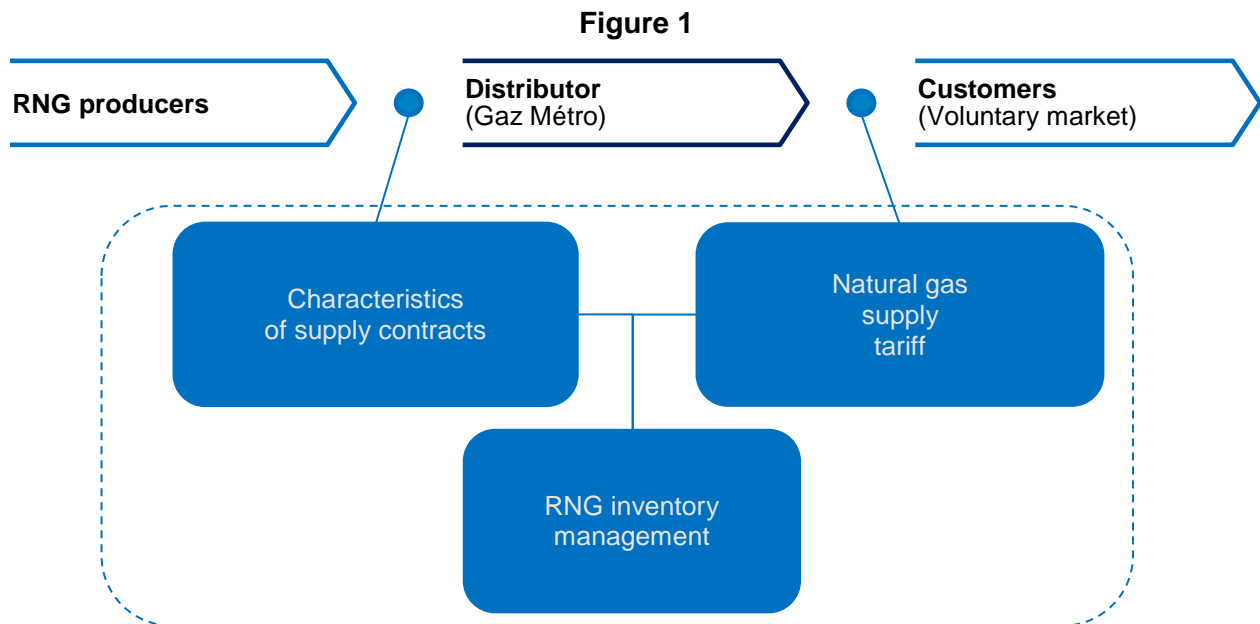 Figure 1
RNG producers
Distributor
(Gaz Métro)
Customers
(Voluntary market)
Characteristics
of supply contracts
Natural gas
supply
tariff
RNG inventory
management